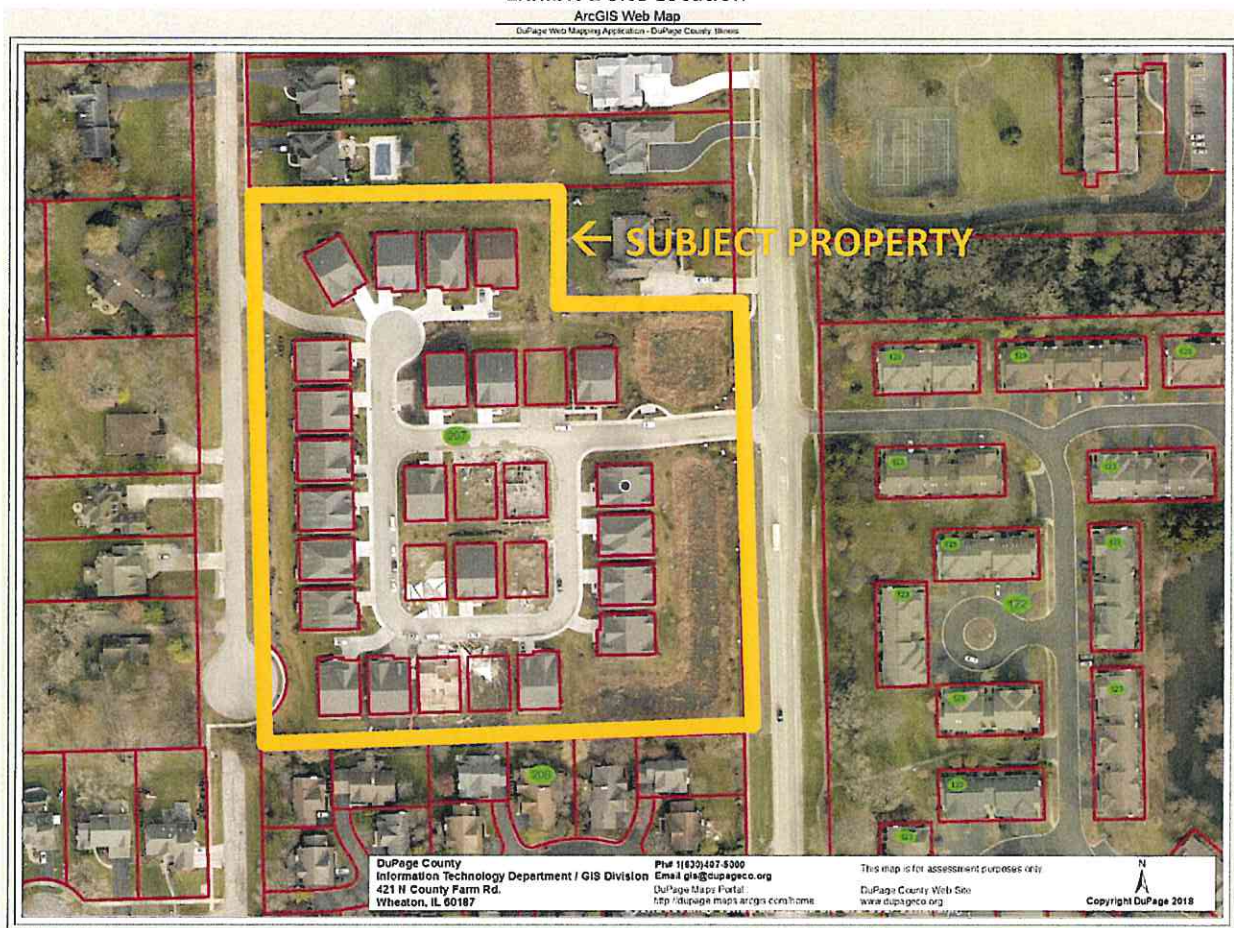 ArcGIS Web Map
DuPage Web Mapping Application - DuPage County, Illinois
← SUBJECT PROPERTY
207
206
122
DuPage County
Information Technology Department / GIS Division
421 N County Farm Rd.
Wheaton, IL 60187
Ph# 1(630)407-5000
Email gis@dupageco.org
DuPage Maps Portal :
http://dupage.maps.arcgis.com/home
This map is for assessment purposes only.
DuPage County Web Site :
www.dupageco.org
N
Copyright DuPage 2018